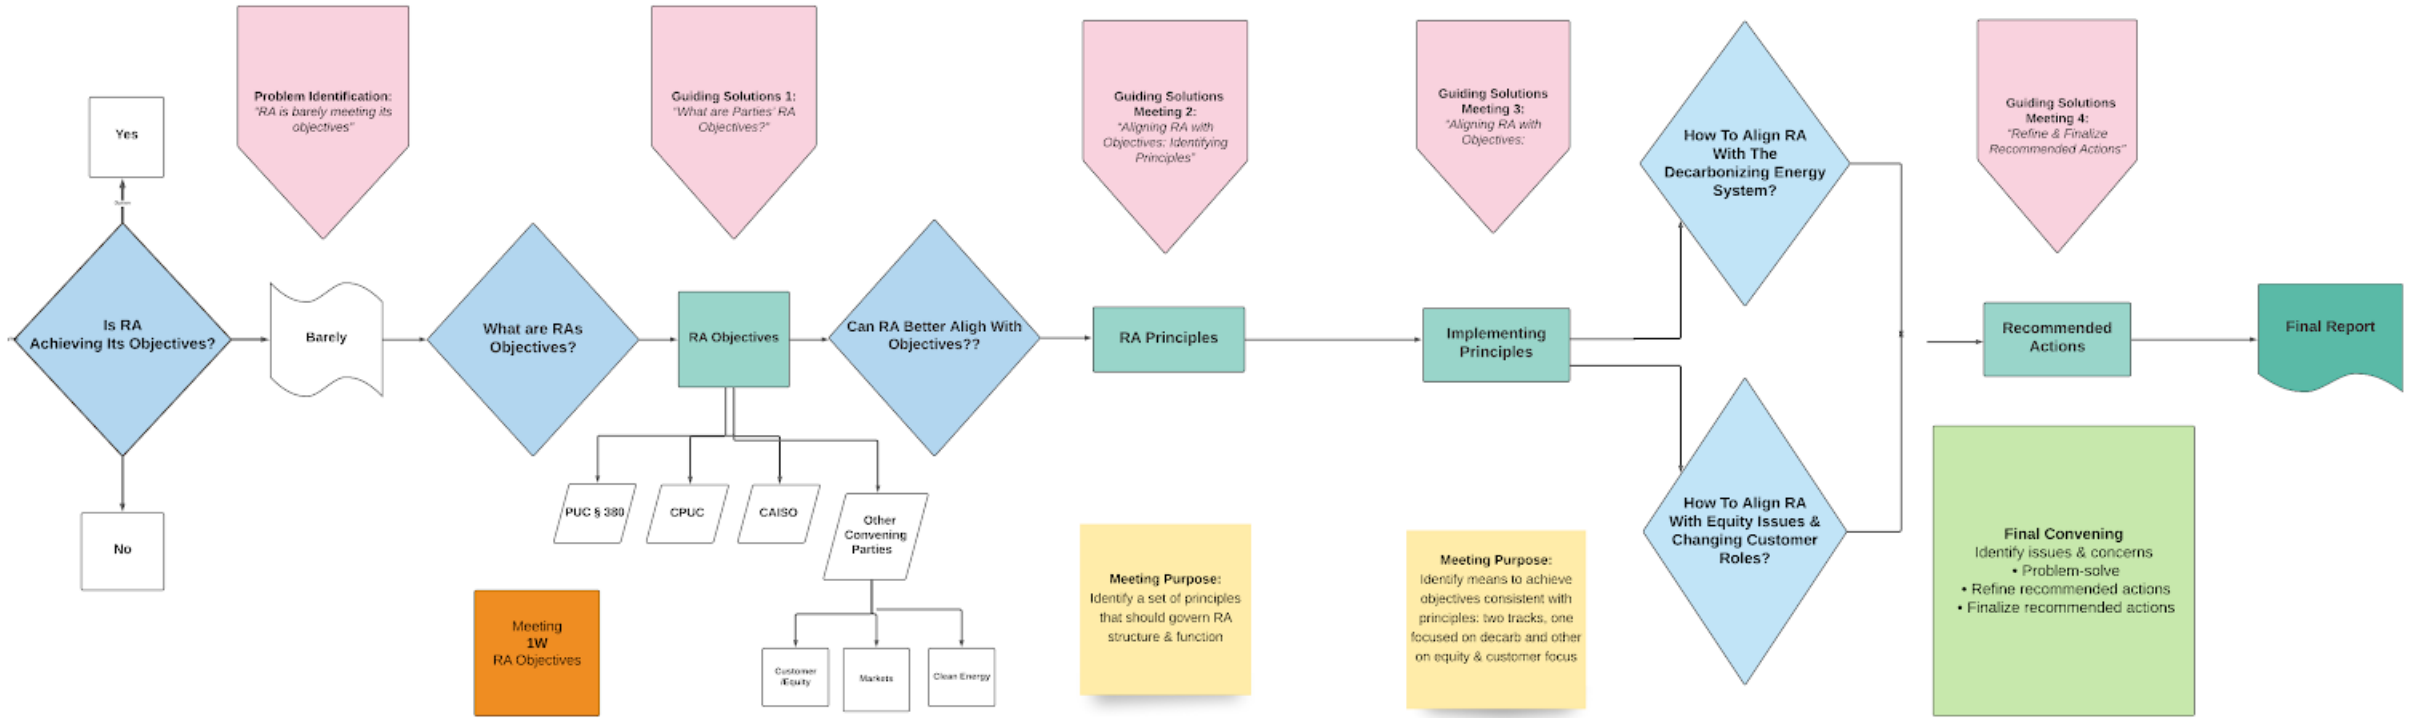 Problem Identification:
"RA is barely meeting its
objectives"
Guiding Solutions 1:
"What are Parties' RA
Objectives?"
Guiding Solutions
Meeting 2:
"Aligning RA with
Objectives: Identifying
Principles"
Guiding Solutions
Meeting 3:
"Aligning RA with
Objectives:
Guiding Solutions
Meeting 4:
"Refine & Finalize
Recommended Actions"
Yes
Is RA
Achieving Its Objectives?
No
Barely
What are RAs
Objectives?
RA Objectives
PUC § 380
CPUC
CAISO
Other
Convening
Parties
Customer
/Equity
Markets
Clean Energy
Can RA Better Aligh With
Objectives??
RA Principles
Implementing
Principles
How To Align RA
With The
Decarbonizing Energy
System?
How To Align RA
With Equity Issues &
Changing Customer
Roles?
Recommended
Actions
Final Report
Meeting
1W
RA Objectives
Meeting Purpose:
Identify a set of principles
that should govern RA
structure & function
Meeting Purpose:
Identify means to achieve
objectives consistent with
principles: two tracks, one
focused on decarb and other
on equity & customer focus
Final Convening
Identify issues & concerns
• Problem-solve
• Refine recommended actions
• Finalize recommended actions